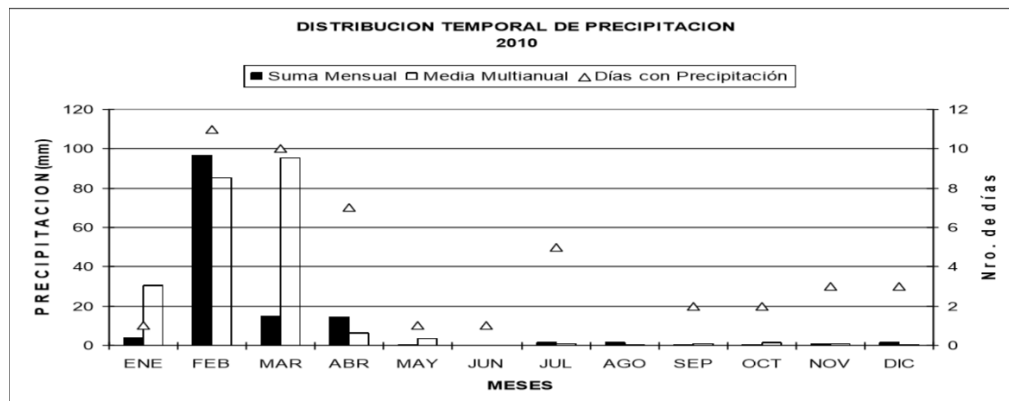 DISTRIBUCION TEMPORAL DE PRECIPITACION
2010
Suma Mensual Media Multianual Días con Precipitación
PRECIPITACION(mm)
120
100
80
60
40
20
0
12
10
8
6
4
2
0
Nro. de días
ENE FEB MAR ABR MAY JUN JUL AGO SEP OCT NOV DIC
MESES